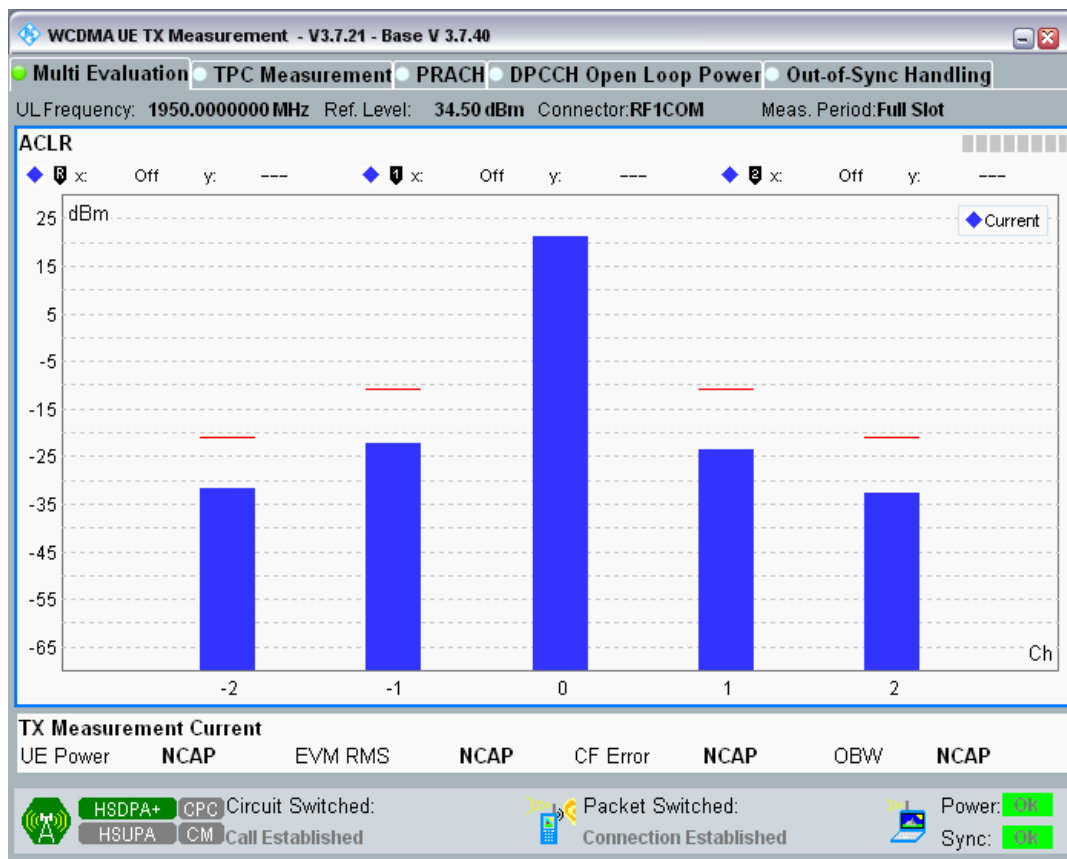 WCDMA UE TX Measurement - V3.7.21 - Base V 3.7.40
Multi Evaluation TPC Measurement PRACH DPCCH Open Loop Power Out-of-Sync Handling
UL Frequency: 1950.0000000 MHz Ref. Level: 34.50 dBm Connector:RF1COM Meas. Period:Full Slot
ACLR
R x: Off y: --- 1 x: Off y: --- 2 x: Off y: ---
dBm
Current
25
15
5
-5
-15
-25
-35
-45
-55
-65
Ch
-2 -1 0 1 2
TX Measurement Current
UE Power NCAP EVM RMS NCAP CF Error NCAP OBW NCAP
HSDPA+ CPC Circuit Switched: Packet Switched: Power: Ok
HSUPA CM Call Established Connection Established Sync: Ok